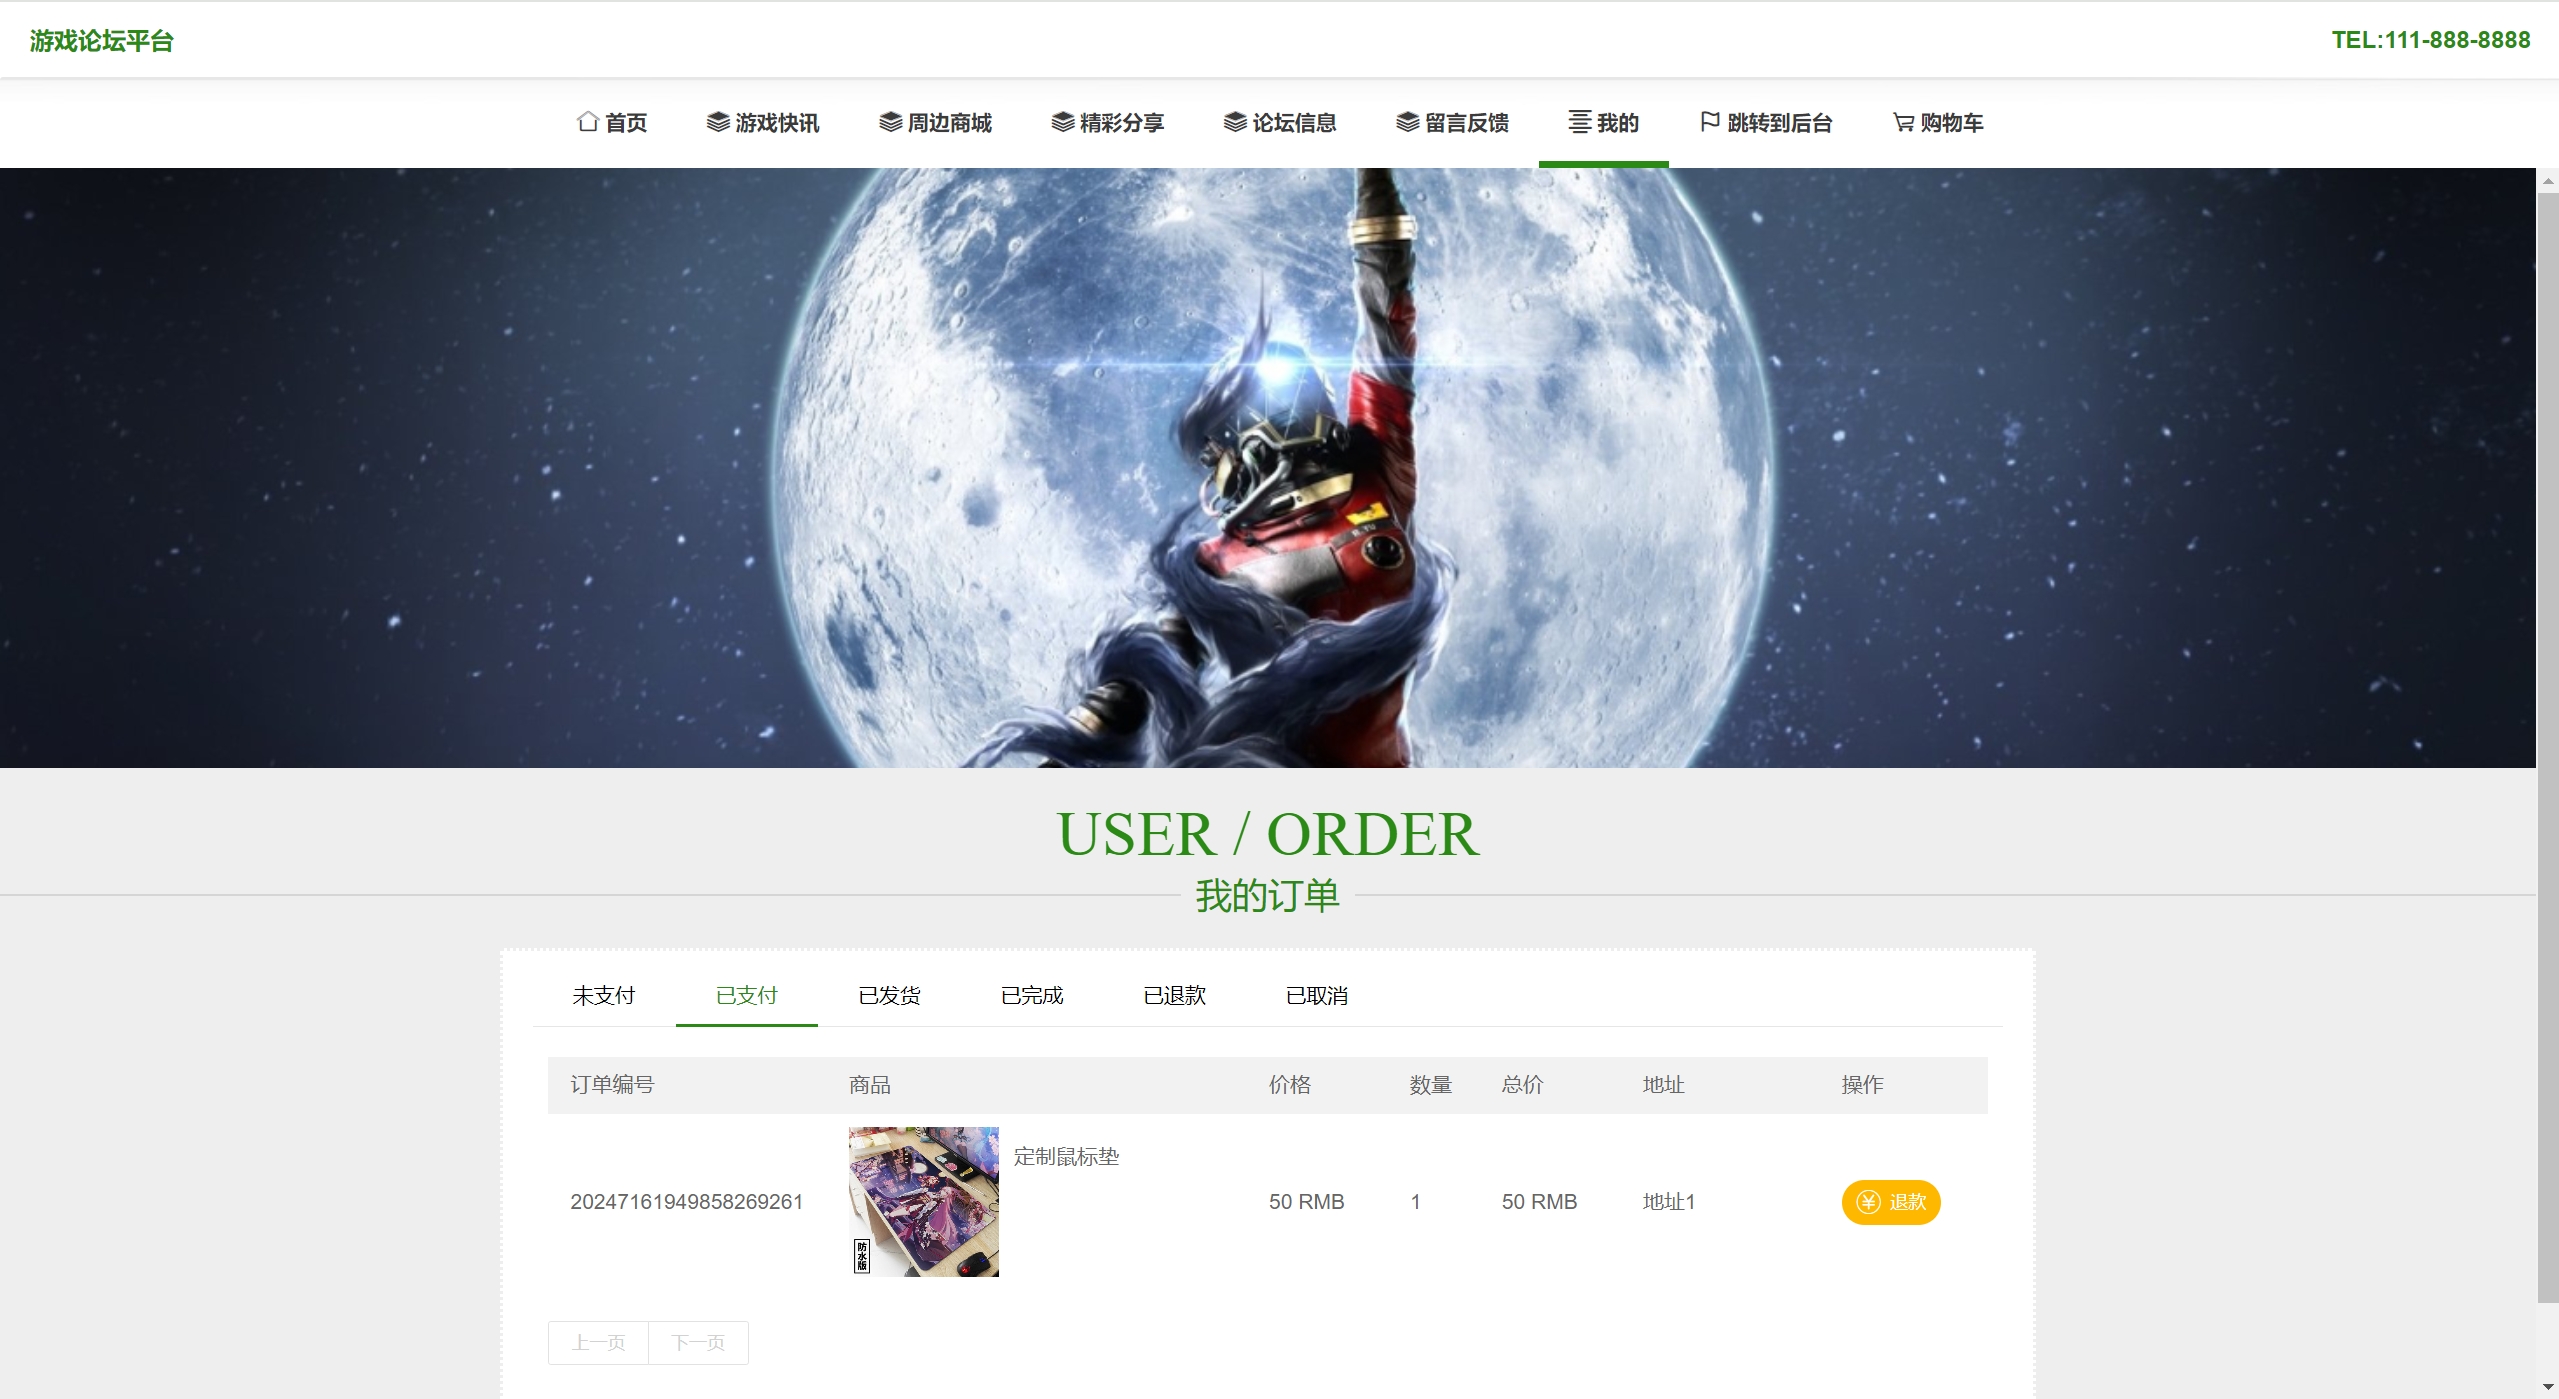 游戏论坛平台
TEL:111-888-8888
首页 游戏快讯 周边商城 精彩分享 论坛信息 留言反馈 我的 跳转到后台 购物车
USER / ORDER
我的订单
未支付 已支付 已发货 已完成 已退款 已取消
订单编号 商品 价格 数量 总价 地址 操作
定制鼠标垫
20247161949858269261 50 RMB 1 50 RMB 地址1 退款
防水版
上一页 下一页